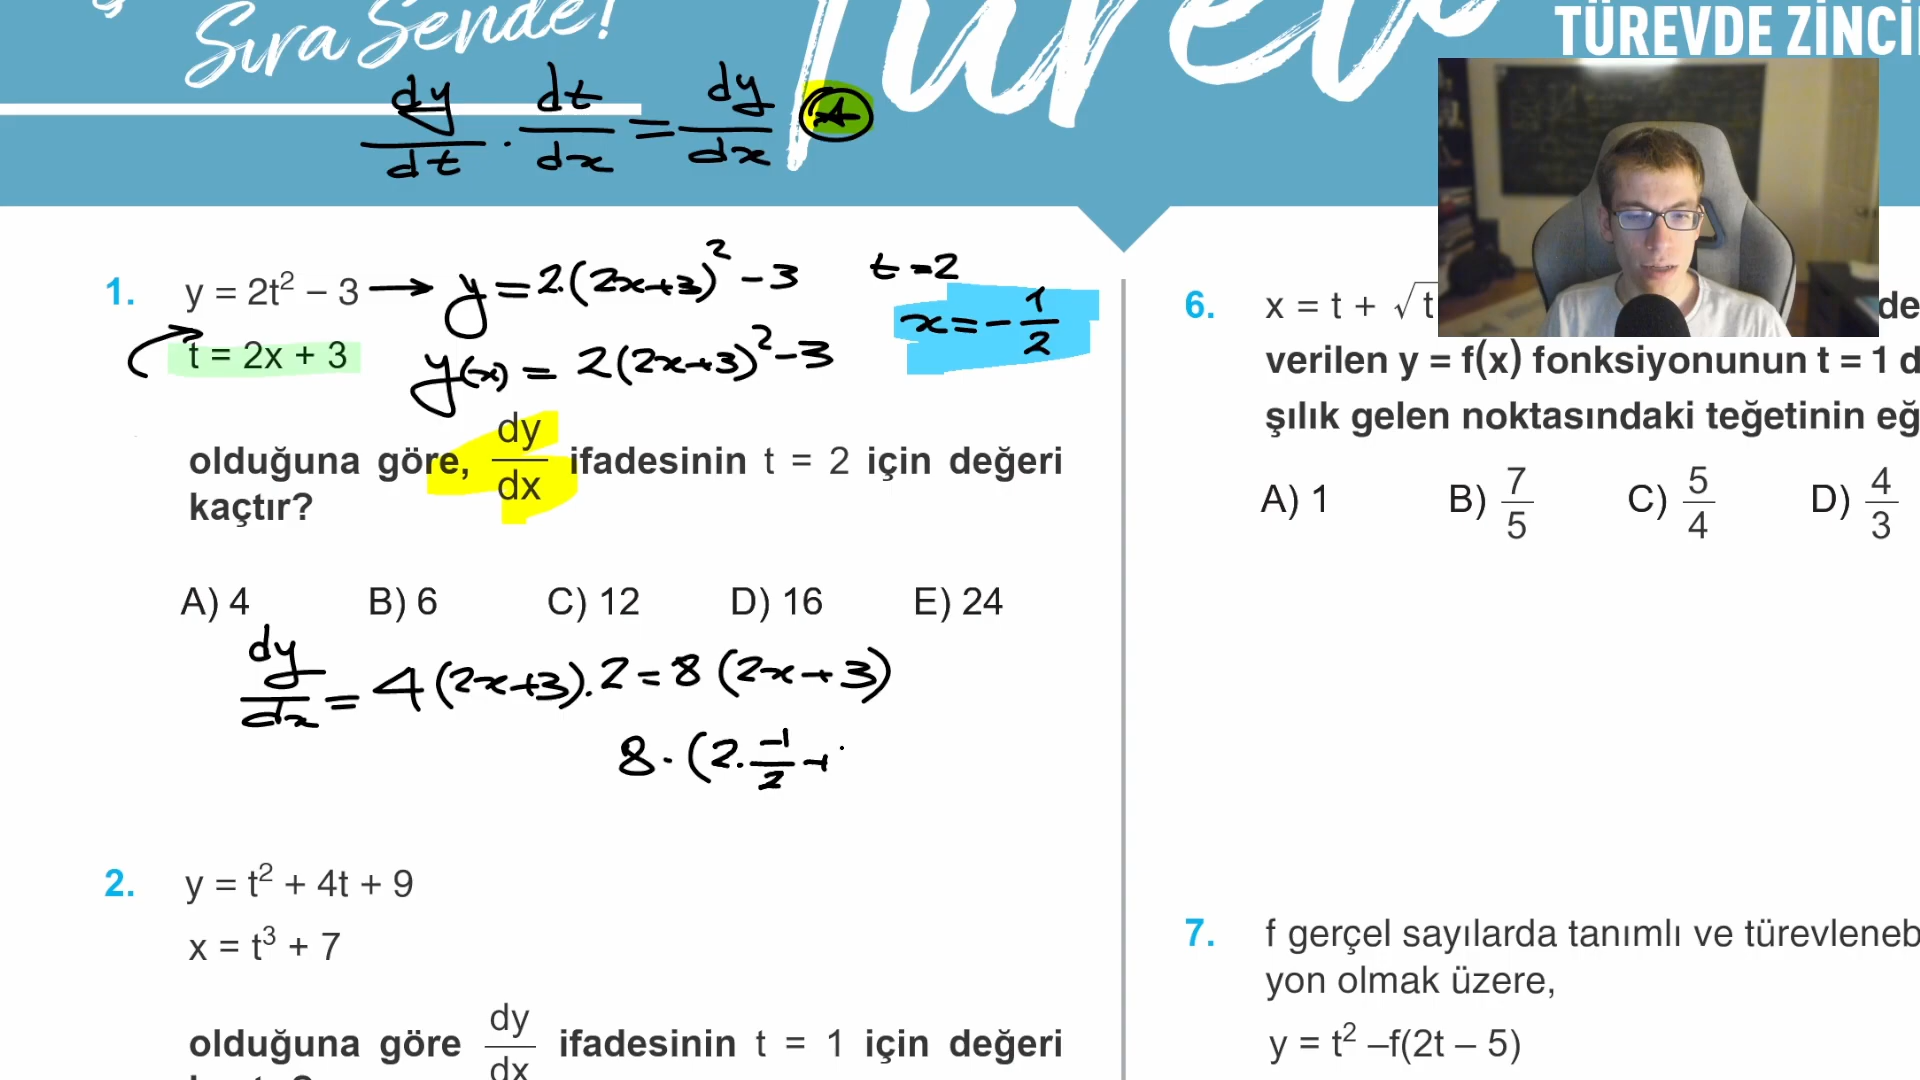 Sıra Sende!
Türev
TÜREVDE ZİNCİ
dy/dt · dt/dx = dy/dx
1. y = 2t² – 3 → y = 2.(2x+3)² – 3
t = 2x + 3
y(x) = 2(2x+3)² – 3
t = 2
x = – 1/2
olduğuna göre, dy/dx ifadesinin t = 2 için değeri
kaçtır?
A) 4 B) 6 C) 12 D) 16 E) 24
dy/dx = 4(2x+3).2 = 8(2x+3)
8·(2.-1/2 +
2. y = t² + 4t + 9
x = t³ + 7
olduğuna göre dy/dx ifadesinin t = 1 için değeri
6. x = t + √t de
verilen y = f(x) fonksiyonunun t = 1 d
şılık gelen noktasındaki teğetinin eğ
A) 1 B) 7/5 C) 5/4 D) 4/3
7. f gerçel sayılarda tanımlı ve türevleneb
yon olmak üzere,
y = t² –f(2t – 5)